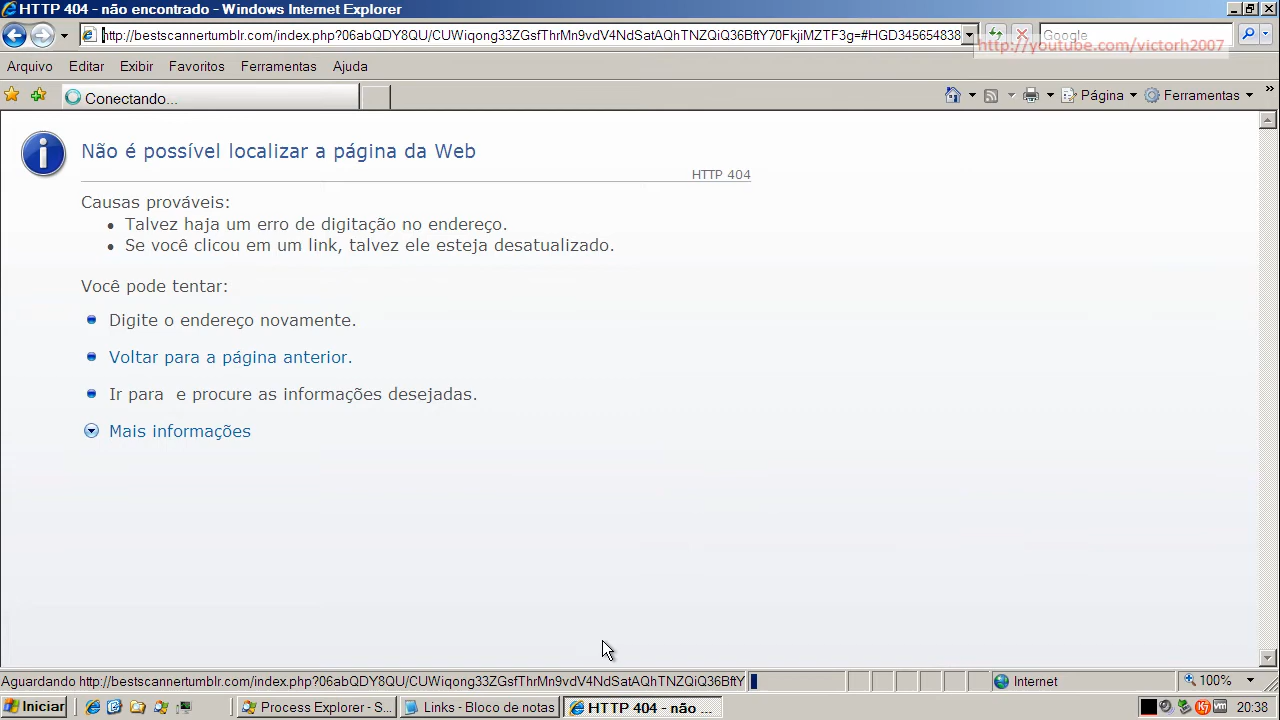 HTTP 404 - não encontrado - Windows Internet Explorer
http://bestscannertumblr.com/index.php?06abQDY8QU/CUWiqong33ZGsfThrMn9vdV4NdSatAQhTNZQiQ36BftY70FkjiMZTF3g=#HGD345654838
Google
http://youtube.com/victorh2007
Arquivo Editar Exibir Favoritos Ferramentas Ajuda
Conectando...
Página Ferramentas
Não é possível localizar a página da Web
HTTP 404
Causas prováveis:
Talvez haja um erro de digitação no endereço.
Se você clicou em um link, talvez ele esteja desatualizado.
Você pode tentar:
Digite o endereço novamente.
Voltar para a página anterior.
Ir para e procure as informações desejadas.
Mais informações
Aguardando http://bestscannertumblr.com/index.php?06abQDY8QU/CUWiqong33ZGsfThrMn9vdV4NdSatAQhTNZQiQ36BftY
Internet
100%
Iniciar
Process Explorer - S...
Links - Bloco de notas
HTTP 404 - não ...
20:38